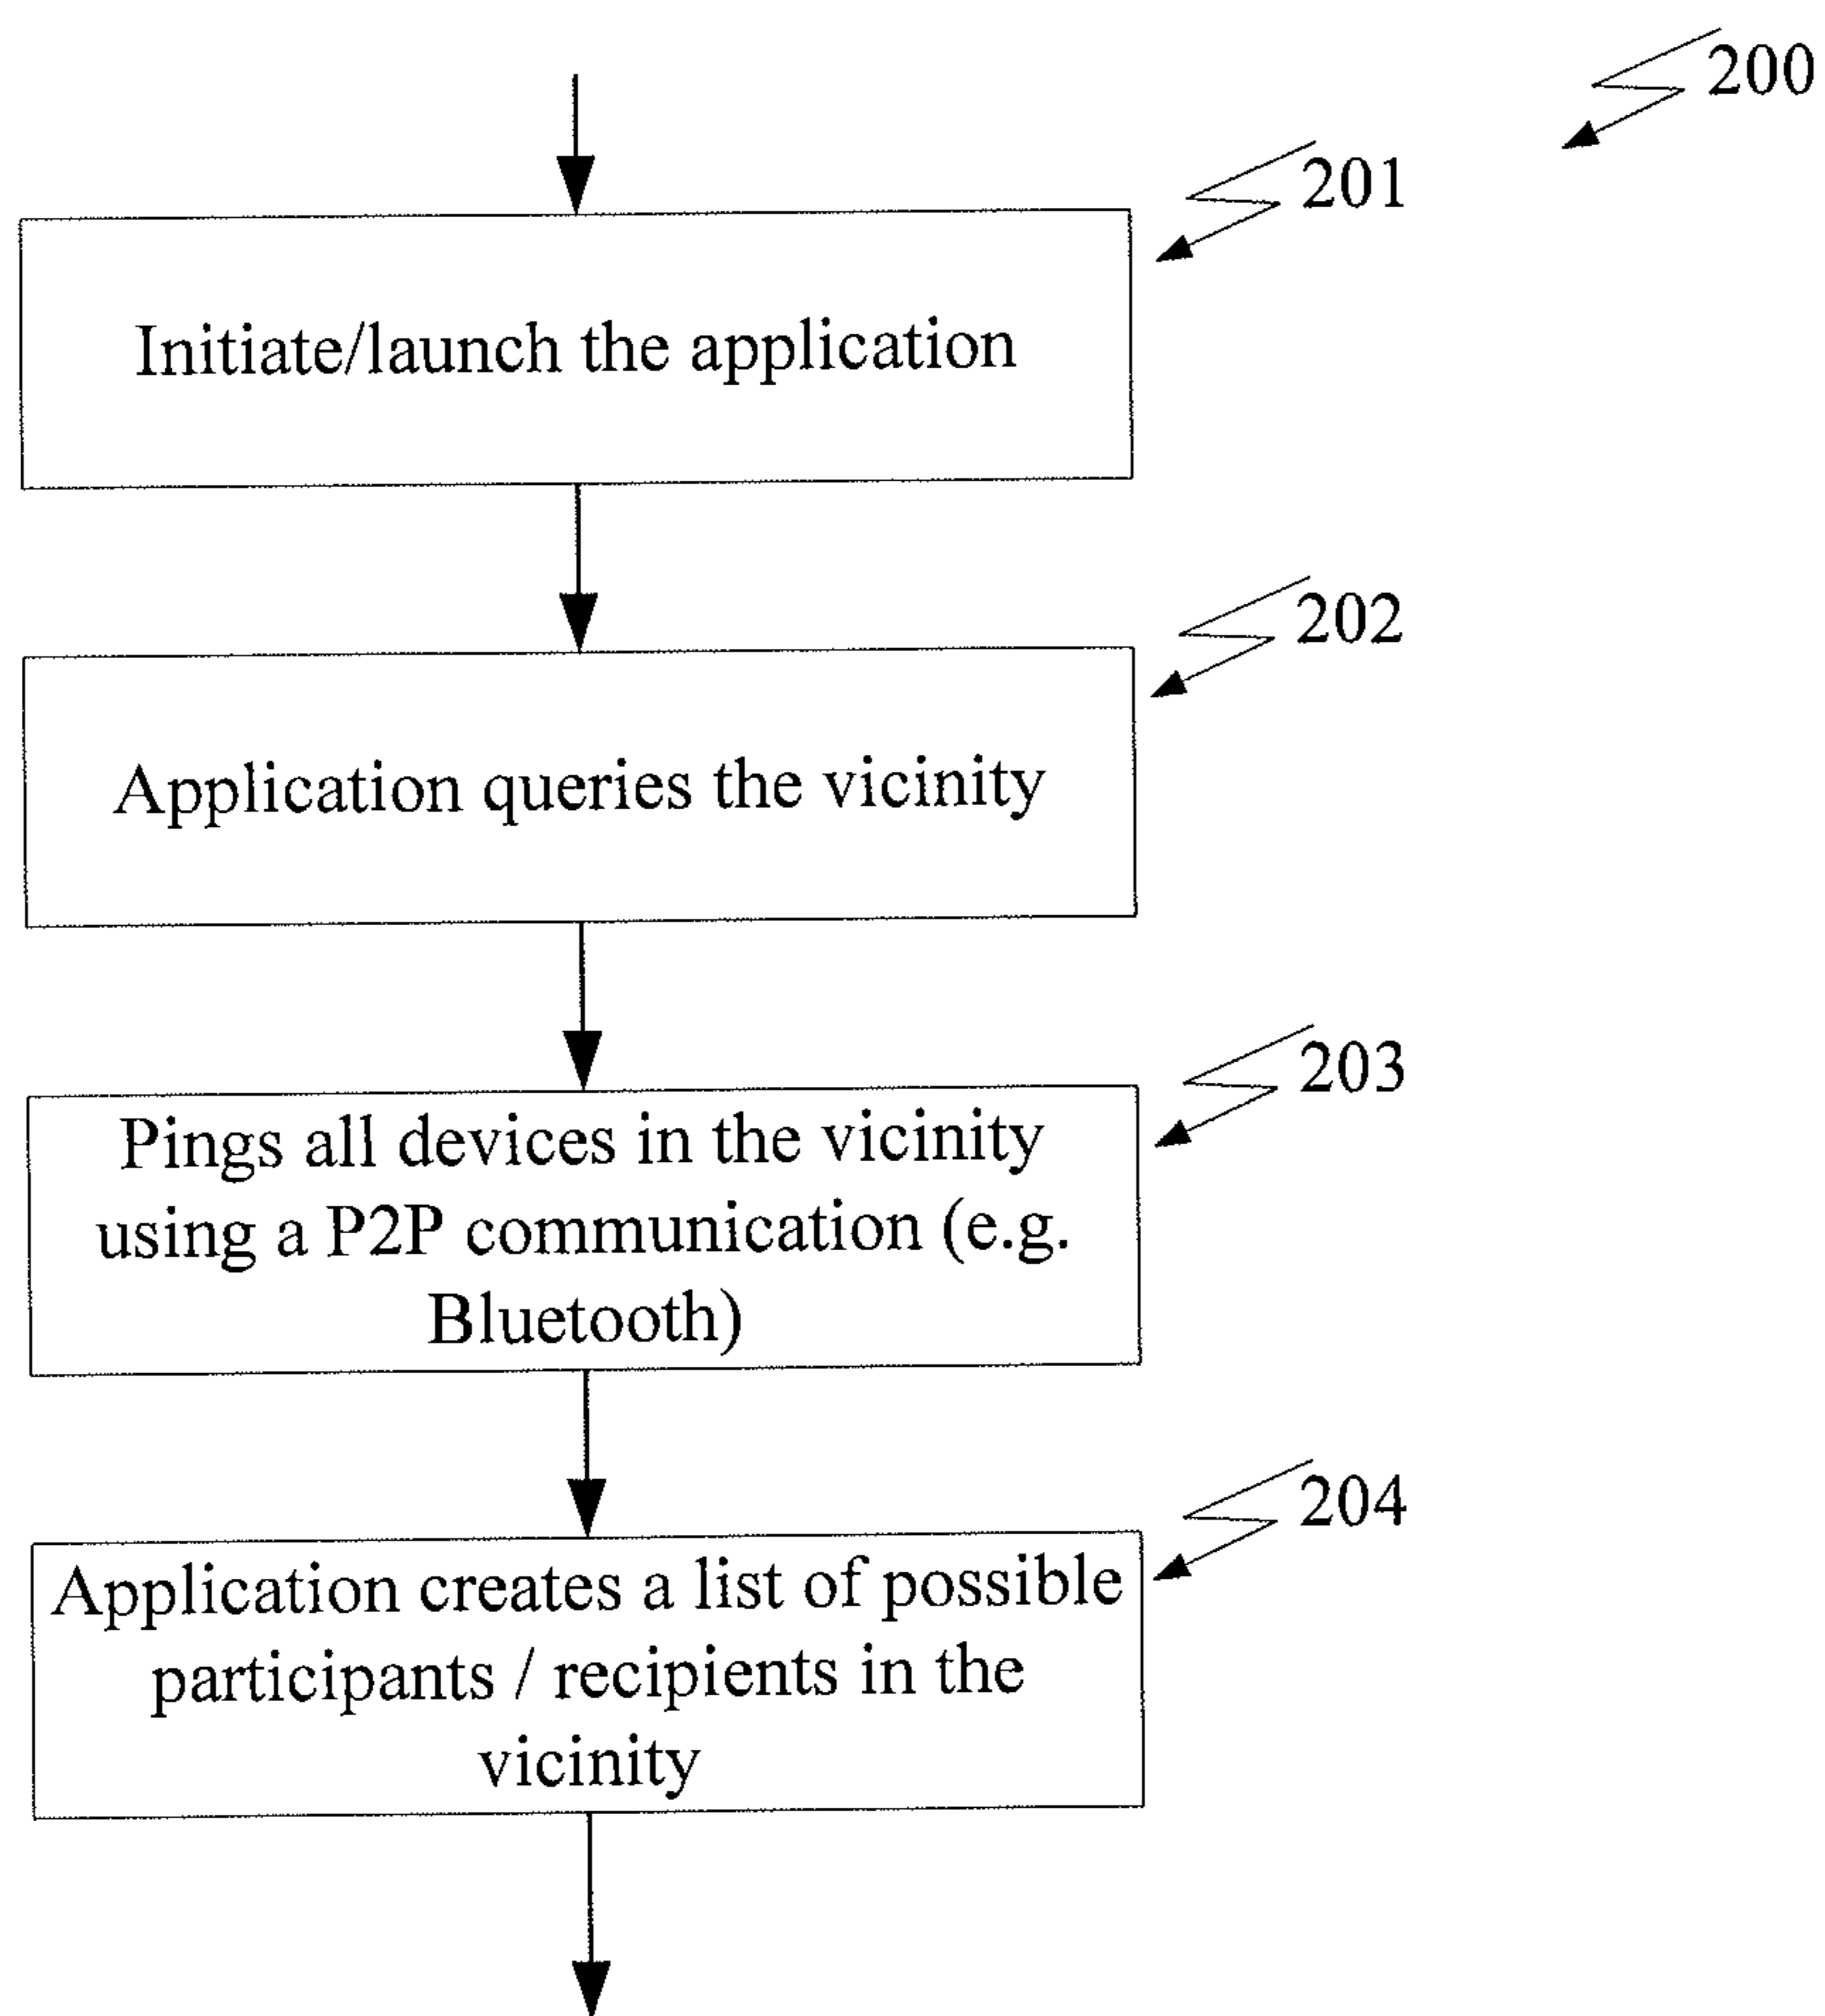 200
201
Initiate/launch the application
202
Application queries the vicinity
203
Pings all devices in the vicinity
using a P2P communication (e.g.
Bluetooth)
204
Application creates a list of possible
participants / recipients in the
vicinity